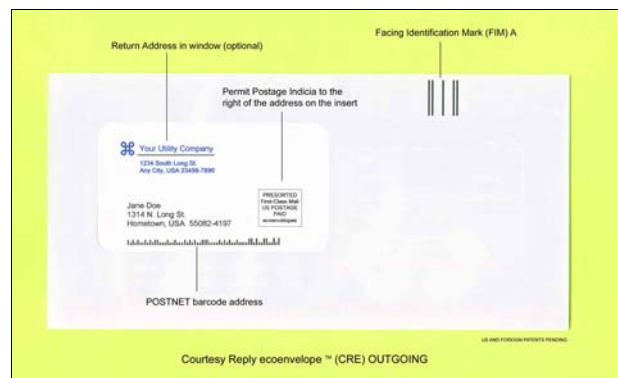 Facing Identification Mark (FIM) A
Return Address in window (optional)
Permit Postage Indicia to the
right of the address on the insert
Your Utility Company
1234 South Long St.
Any City, USA 23456-7890
PRESORTED
First-Class Mail
US POSTAGE
PAID
ecoenvelopes
Jane Doe
1314 N. Long St.
Hometown, USA 55082-4197
POSTNET barcode address
US AND FOREIGN PATENTS PENDING
Courtesy Reply ecoenvelope ™ (CRE) OUTGOING